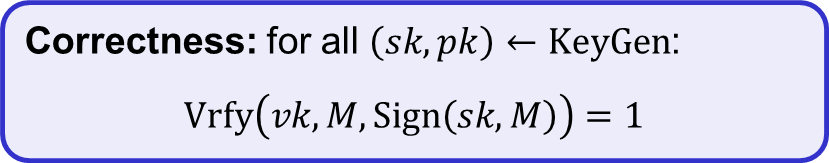 Correctness: for all (𝑠𝑘, 𝑝𝑘) ← KeyGen:
Vrfy(𝑣𝑘, 𝑀, Sign(𝑠𝑘, 𝑀)) = 1